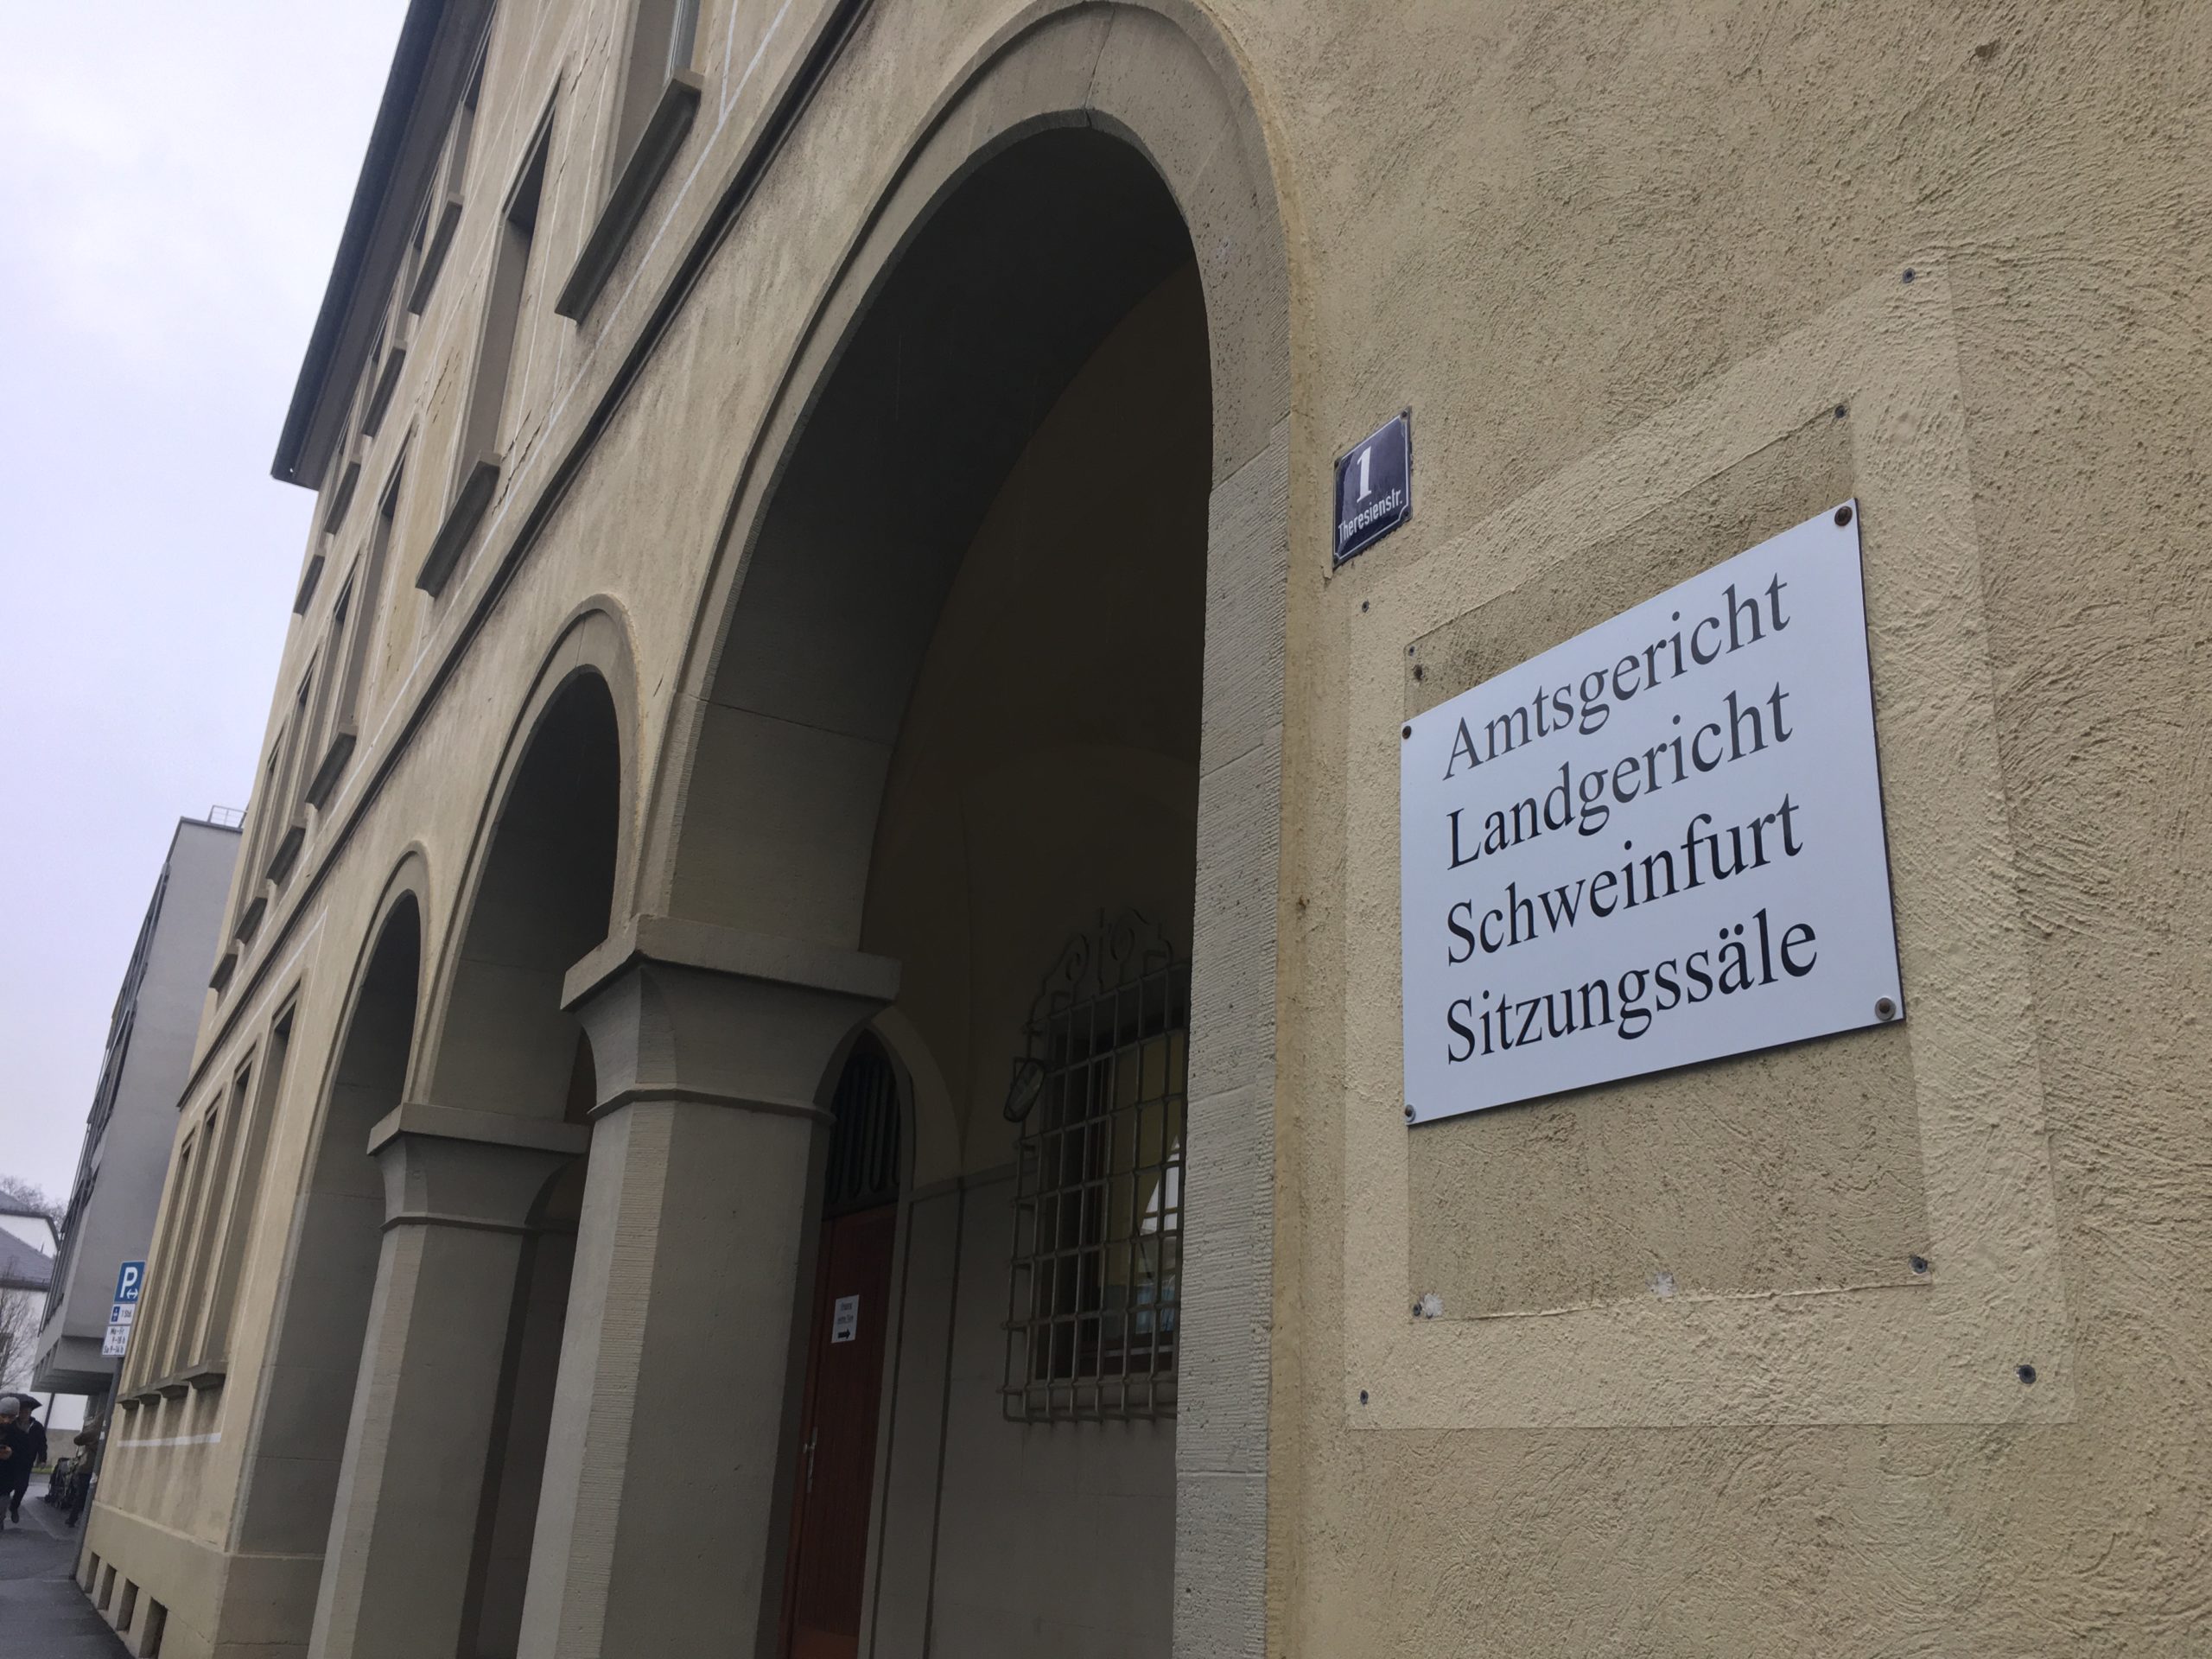 1
Theresienstr.
Amtsgericht
Landgericht
Schweinfurt
Sitzungssäle
P